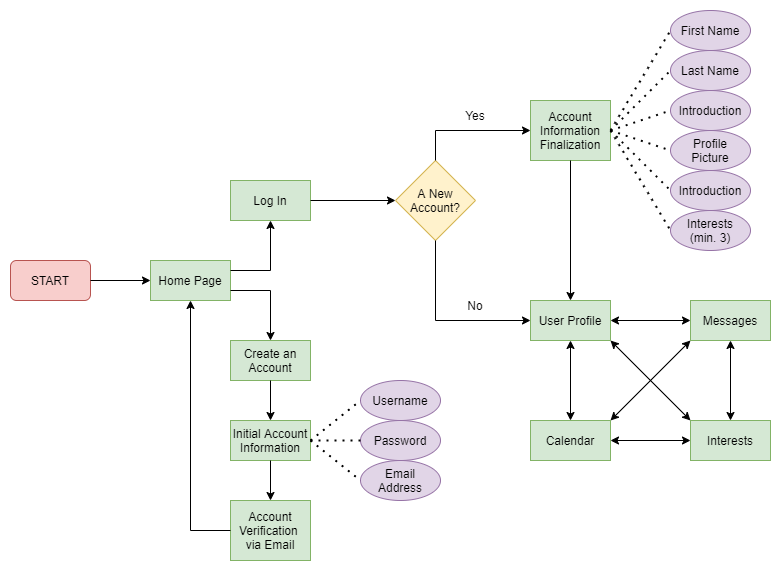 First Name
Last Name
Yes
Account
Information
Finalization
Introduction
Profile
Picture
Log In
A New
Account?
Introduction
Interests
(min. 3)
START
Home Page
No
User Profile
Messages
Create an
Account
Username
Initial Account
Information
Password
Calendar
Interests
Email
Address
Account
Verification
via Email